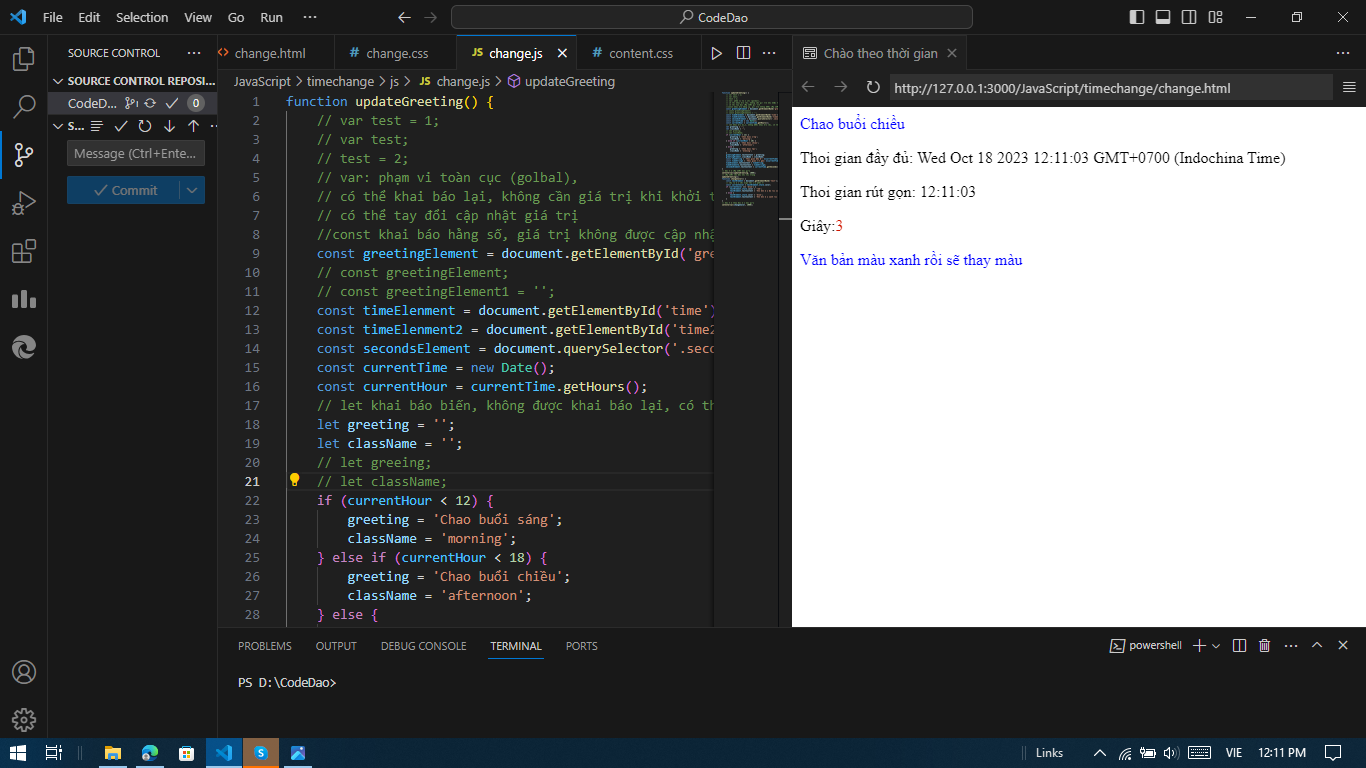 File Edit Selection View Go Run ··· CodeDao
SOURCE CONTROL ···
SOURCE CONTROL REPOSI...
CodeD... 0
S...
Message (Ctrl+Ente...
Commit
change.html
# change.css
JS change.js
# content.css
JavaScript > timechange > js > JS change.js > updateGreeting
1 function updateGreeting() {
2 // var test = 1;
3 // var test;
4 // test = 2;
5 // var: phạm vi toàn cục (golbal),
6 // có thể khai báo lại, không cần giá trị khi khởi t
7 // có thể tay đổi cập nhật giá trị
8 //const khai báo hằng số, giá trị không được cập nhậ
9 const greetingElement = document.getElementById('gre
10 // const greetingElement;
11 // const greetingElement1 = '';
12 const timeElenment = document.getElementById('time')
13 const timeElenment2 = document.getElementById('time2
14 const secondsElement = document.querySelector('.seco
15 const currentTime = new Date();
16 const currentHour = currentTime.getHours();
17 // let khai báo biến, không được khai báo lại, có th
18 let greeting = '';
19 let className = '';
20 // let greeing;
21 // let className;
22 if (currentHour < 12) {
23 greeting = 'Chao buổi sáng';
24 className = 'morning';
25 } else if (currentHour < 18) {
26 greeting = 'Chao buổi chiều';
27 className = 'afternoon';
28 } else {
Chào theo thời gian
http://127.0.0.1:3000/JavaScript/timechange/change.html
Chao buổi chiều
Thoi gian đầy đủ: Wed Oct 18 2023 12:11:03 GMT+0700 (Indochina Time)
Thoi gian rút gọn: 12:11:03
Giây:3
Văn bản màu xanh rồi sẽ thay màu
PROBLEMS OUTPUT DEBUG CONSOLE TERMINAL PORTS
powershell
PS D:\CodeDao>
Links VIE 12:11 PM